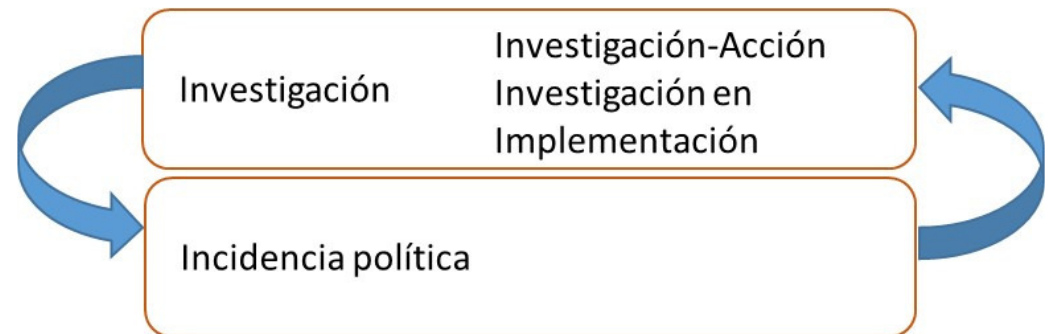 Investigación
Investigación-Acción
Investigación en
Implementación
Incidencia política